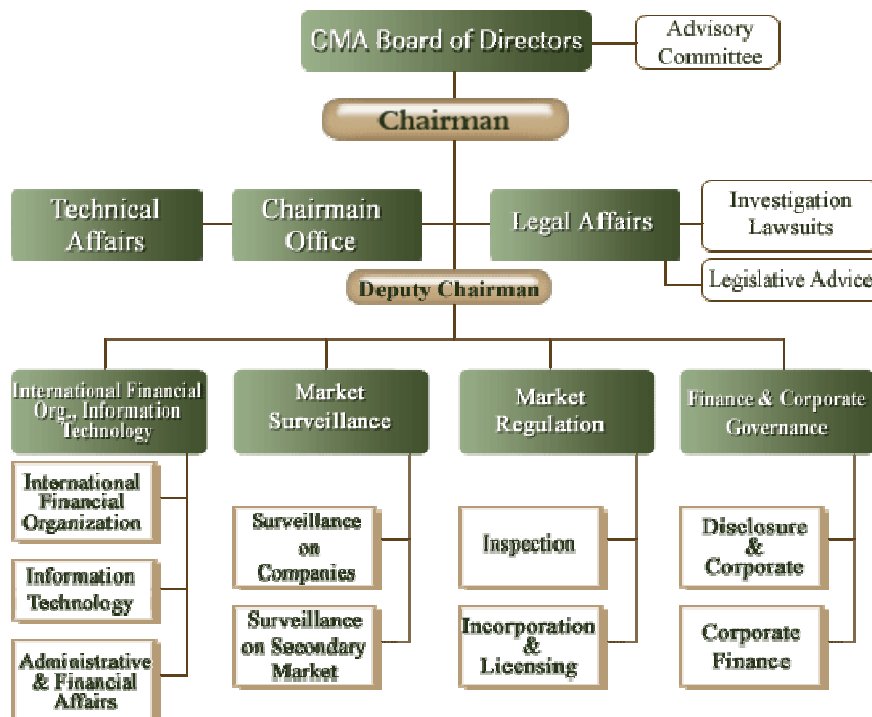 CMA Board of Directors
Advisory
Committee
Chairman
Technical
Affairs
Chairmain
Office
Legal Affairs
Investigation
Lawsuits
Legislative Advice
Deputy Chairman
International Financial
Org., Information
Technology
Market
Surveillance
Market
Regulation
Finance & Corporate
Governance
International
Financial
Organization
Information
Technology
Administrative
& Financial
Affairs
Surveillance
on
Companies
Surveillance
on Secondary
Market
Inspection
Incorporation
&
Licensing
Disclosure
&
Corporate
Corporate
Finance